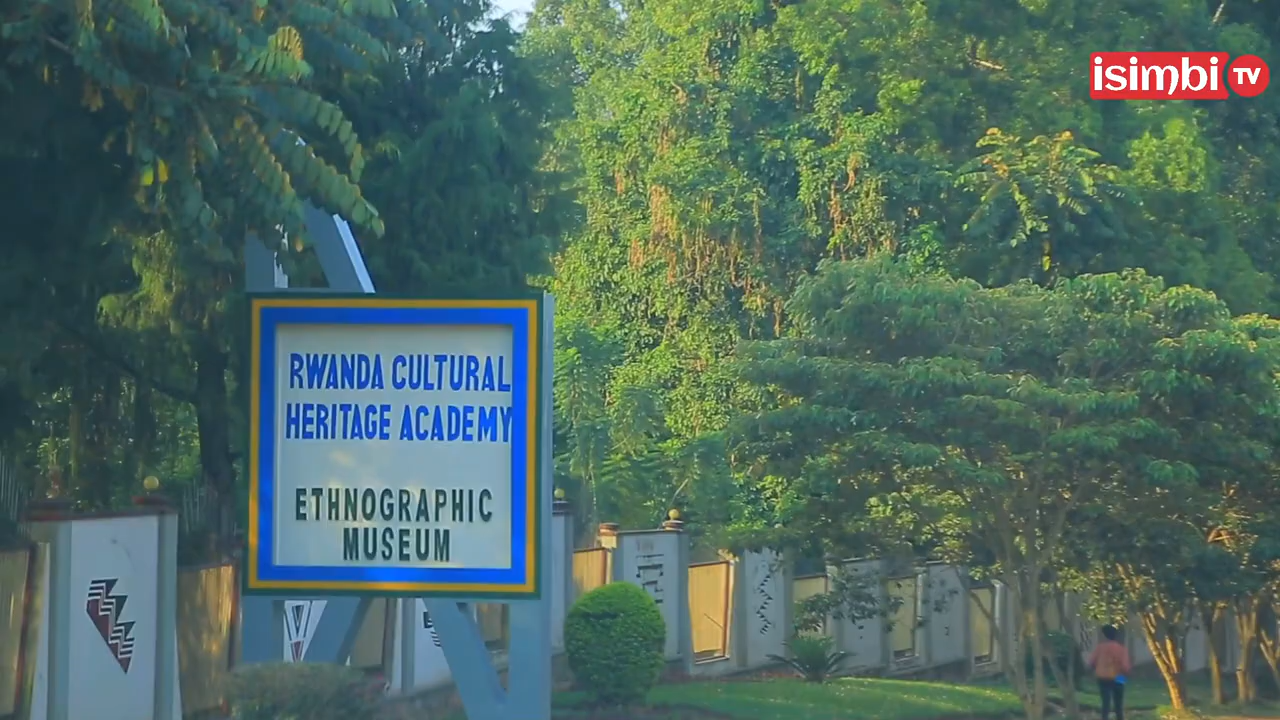 isimbi TV
RWANDA CULTURAL
HERITAGE ACADEMY
ETHNOGRAPHIC
MUSEUM